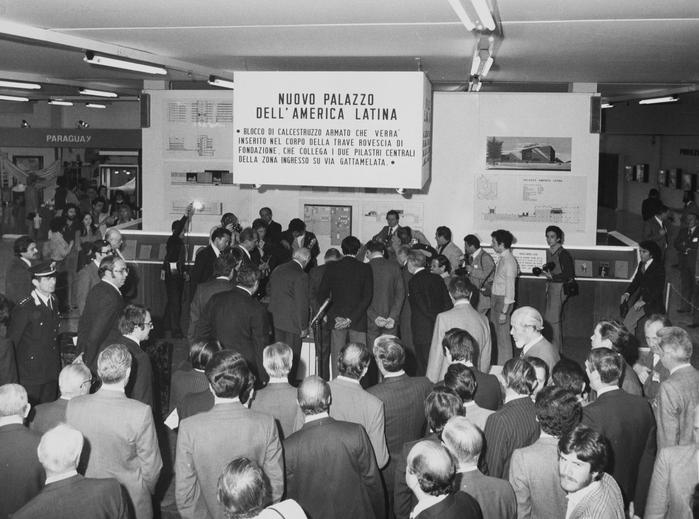 NUOVO PALAZZO
DELL'AMERICA LATINA
• BLOCCO DI CALCESTRUZZO ARMATO CHE VERRA'
INSERITO NEL CORPO DELLA TRAVE ROVESCIA DI
FONDAZIONE, CHE COLLEGA I DUE PILASTRI CENTRALI
DELLA ZONA INGRESSO SU VIA GATTAMELATA. •
PARAGUAY